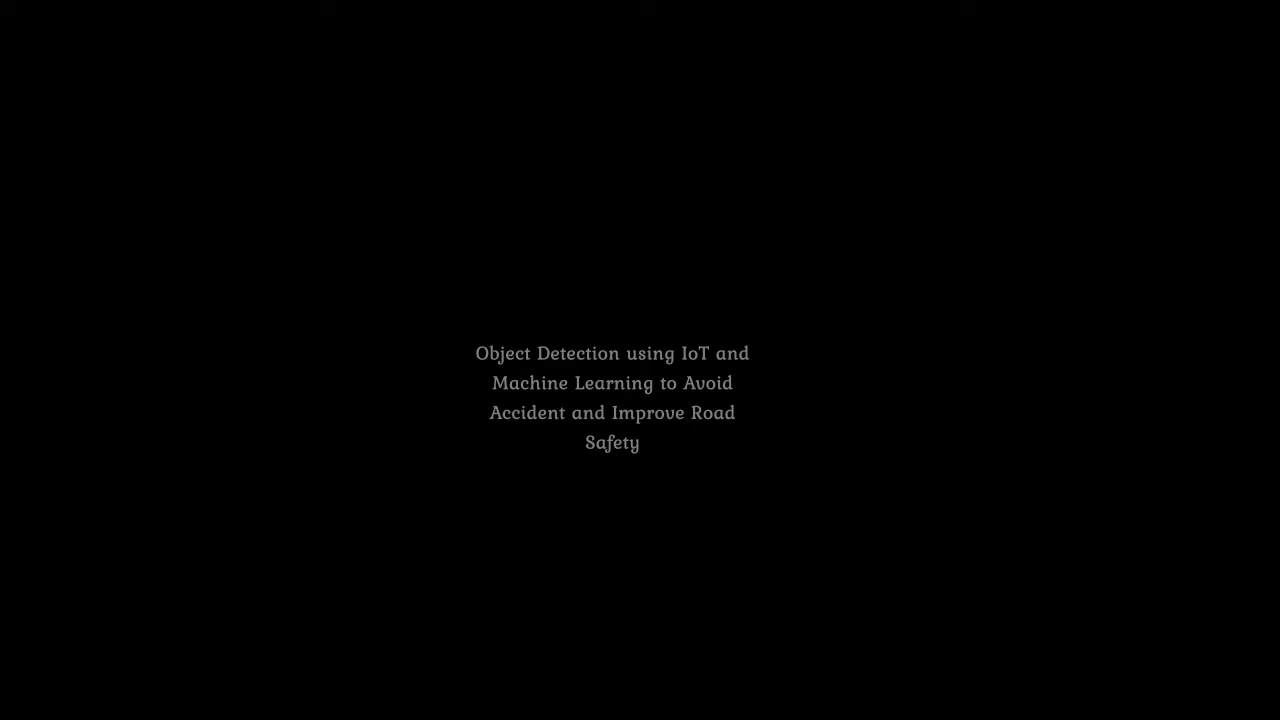 Object Detection using IoT and
Machine Learning to Avoid
Accident and Improve Road
Safety